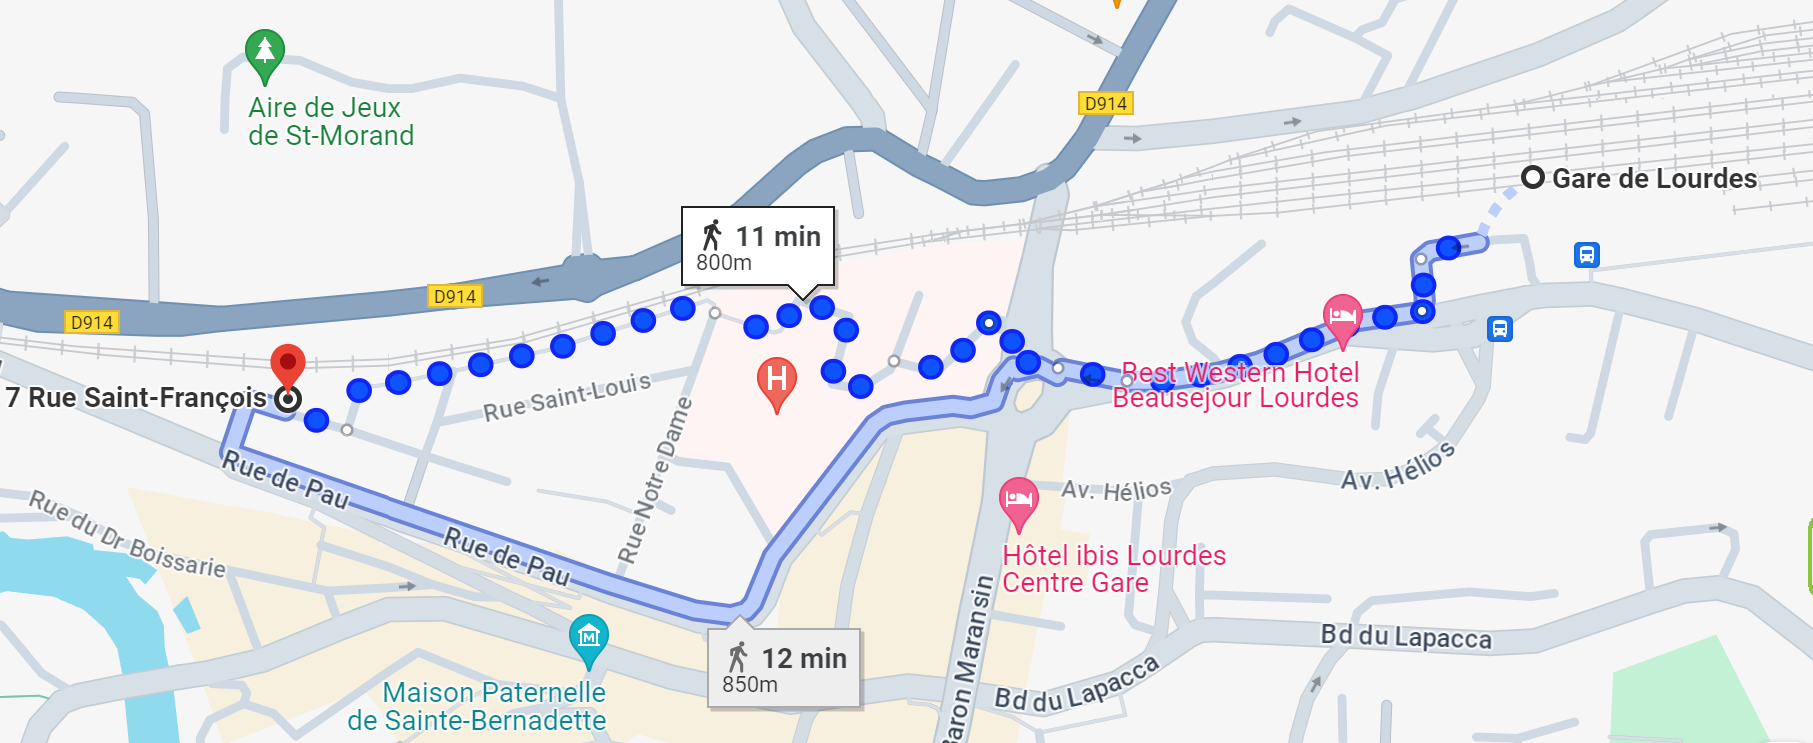 D914
Aire de Jeux
de St-Morand
Gare de Lourdes
11 min
800m
D914
D914
7 Rue Saint-François
H
Best Western Hotel
Beausejour Lourdes
Rue Saint-Louis
Rue Notre Dame
Rue de Pau
Av. Hélios
Av. Hélios
Rue du Dr Boissarie
Rue de Pau
Hôtel ibis Lourdes
Centre Gare
M
Baron Maransin
Bd du Lapacca
12 min
850m
Bd du Lapacca
Maison Paternelle
de Sainte-Bernadette